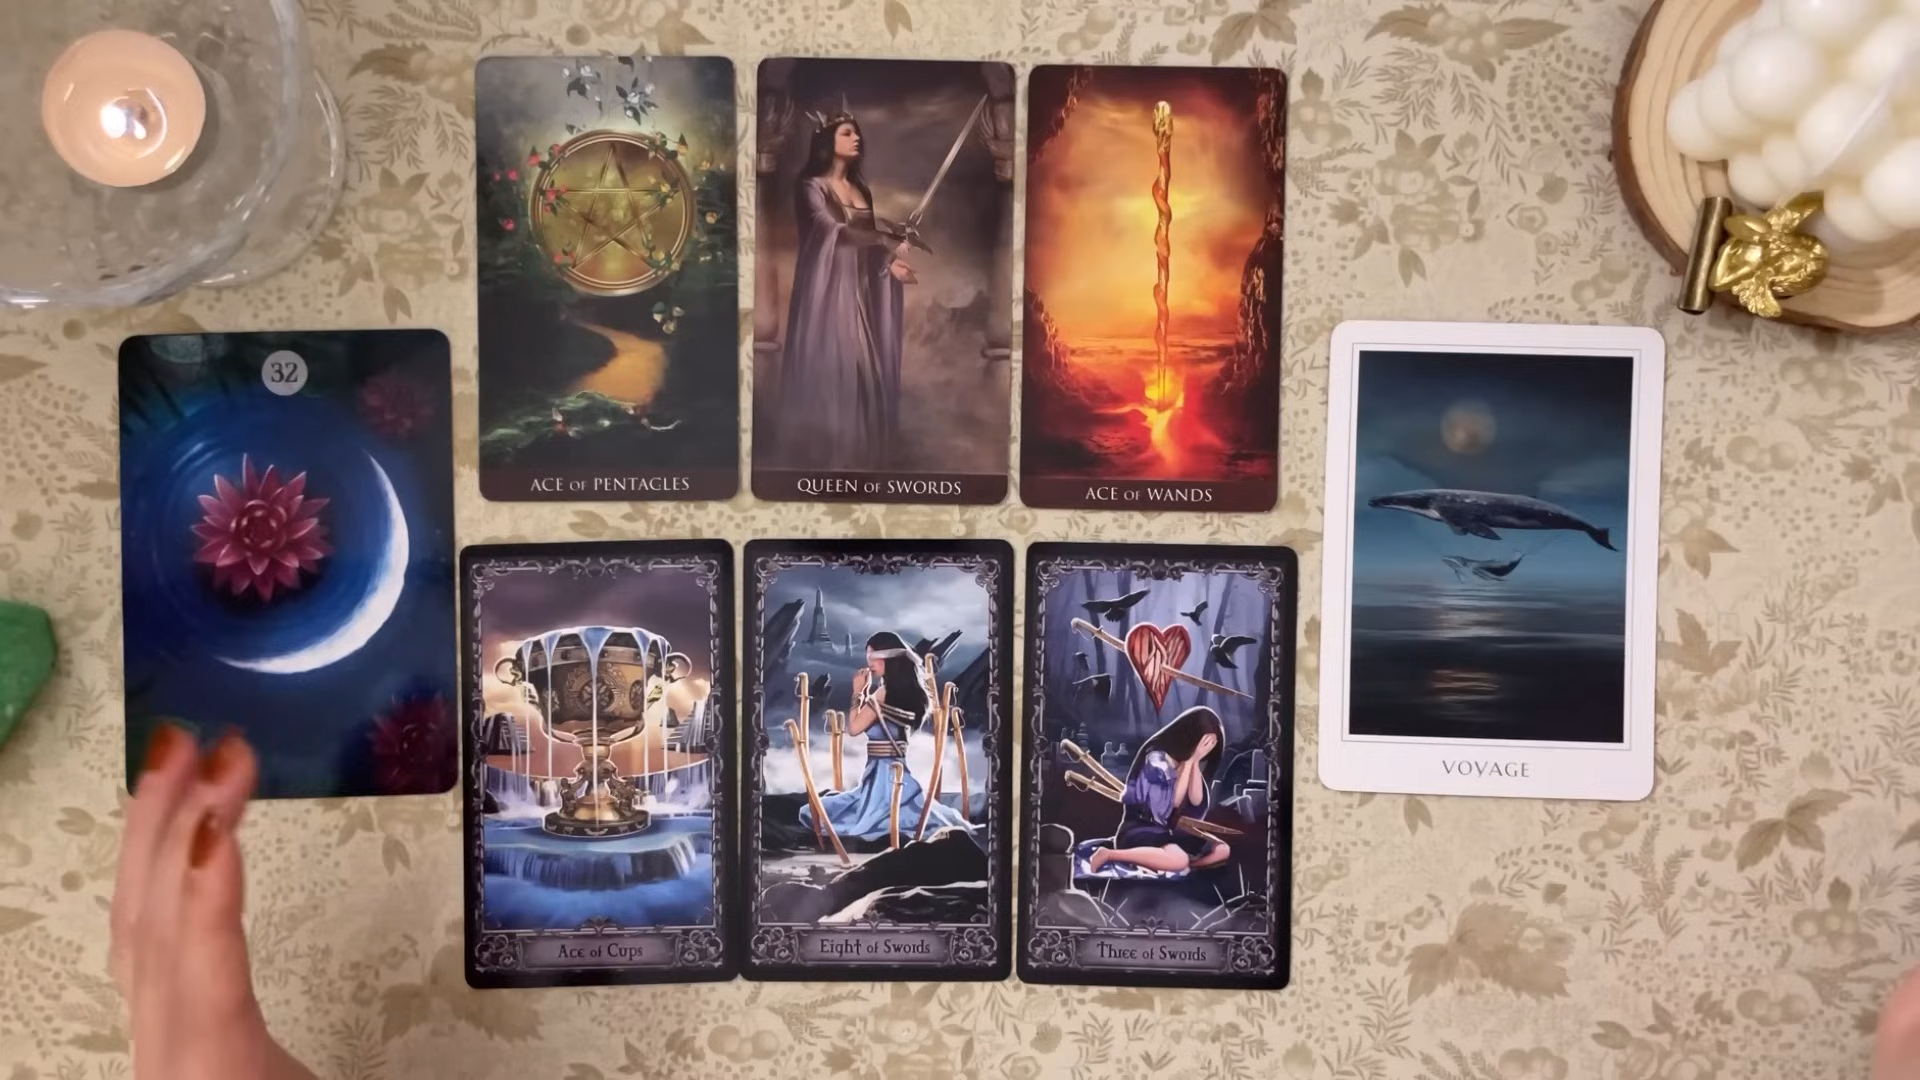 32
ACE OF PENTACLES
QUEEN OF SWORDS
ACE OF WANDS
VOYAGE
Ace of Cups
Eight of Swords
Three of Swords